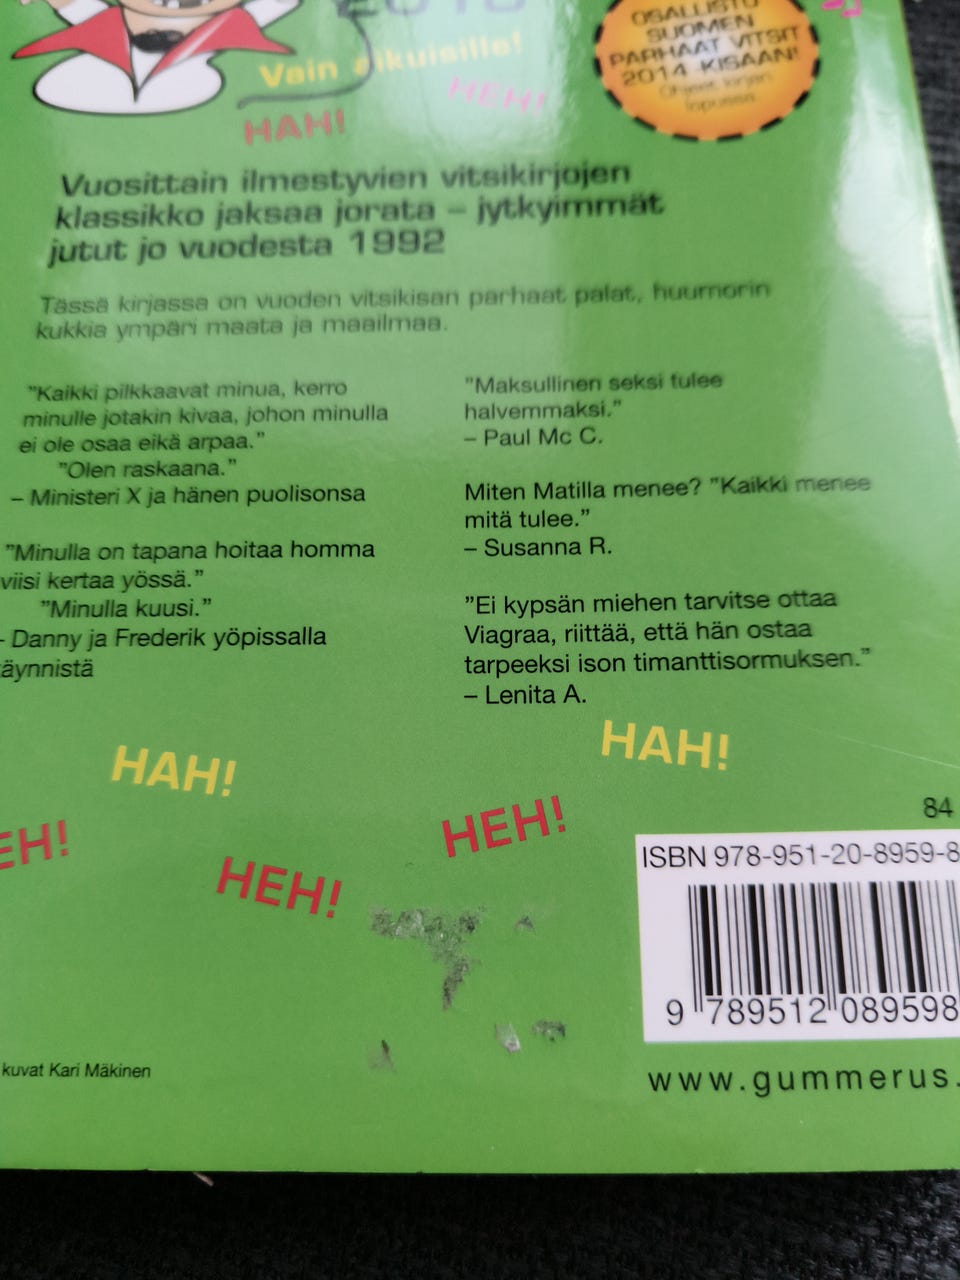 Vain aikuisille!
HEH!
HAH!
OSALLISTU
SUOMEN
PARHAAT VITSIT
2014 -KISAAN!
Ohjeet kirjan
lopussa.
Vuosittain ilmestyvien vitsikirjojen
klassikko jaksaa jorata – jytkyimmät
jutut jo vuodesta 1992
Tässä kirjassa on vuoden vitsikisan parhaat palat, huumorin
kukkia ympäri maata ja maailmaa.
"Kaikki pilkkaavat minua, kerro
minulle jotakin kivaa, johon minulla
ei ole osaa eikä arpaa."
"Olen raskaana."
– Ministeri X ja hänen puolisonsa
"Minulla on tapana hoitaa homma
viisi kertaa yössä."
"Minulla kuusi."
– Danny ja Frederik yöpissalla
äynnistä
"Maksullinen seksi tulee
halvemmaksi."
– Paul Mc C.
Miten Matilla menee? "Kaikki menee
mitä tulee."
– Susanna R.
"Ei kypsän miehen tarvitse ottaa
Viagraa, riittää, että hän ostaa
tarpeeksi ison timanttisormuksen."
– Lenita A.
HAH!
HAH!
HEH!
EH!
HEH!
84
ISBN 978-951-20-8959-8
9 789512 089598
kuvat Kari Mäkinen
www.gummerus.